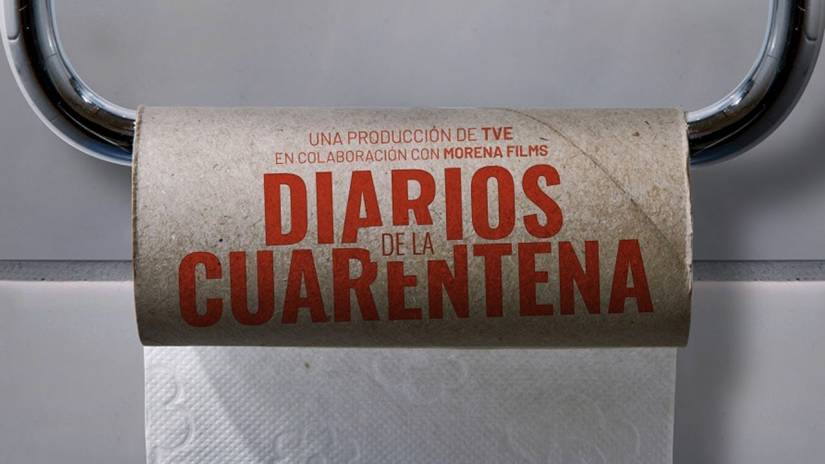 UNA PRODUCCIÓN DE TVE
EN COLABORACIÓN CON MORENA FILMS
DIARIOS
DE LA
CUARENTENA